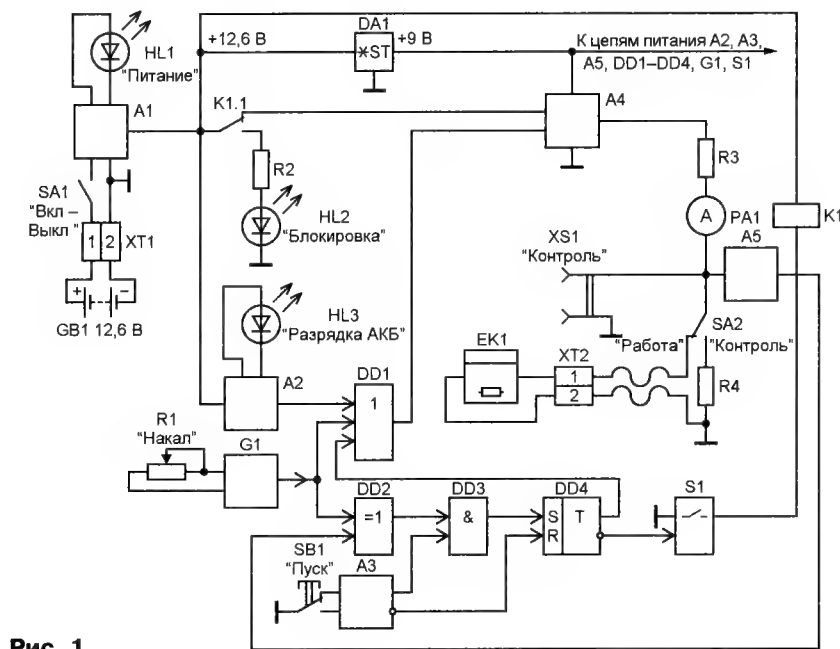 DA1
+12,6 В
+9 В
ӾST
К цепям питания А2, А3,
А5, DD1–DD4, G1, S1
HL1
"Питание"
A1
K1.1
A4
R2
R3
SA1
"Вкл –
Выкл"
1 2
XT1
HL2
"Блокировка"
A
PA1
K1
+ –
GB1 12,6 В
XS1
"Контроль"
A5
HL3
"Разрядка АКБ"
SA2
"Работа"
"Контроль"
EK1
XT2
1
2
R4
A2
DD1
1
R1
"Накал"
G1
DD2
=1
DD3
&
DD4
S T
R
S1
SB1
"Пуск"
A3
Рис. 1